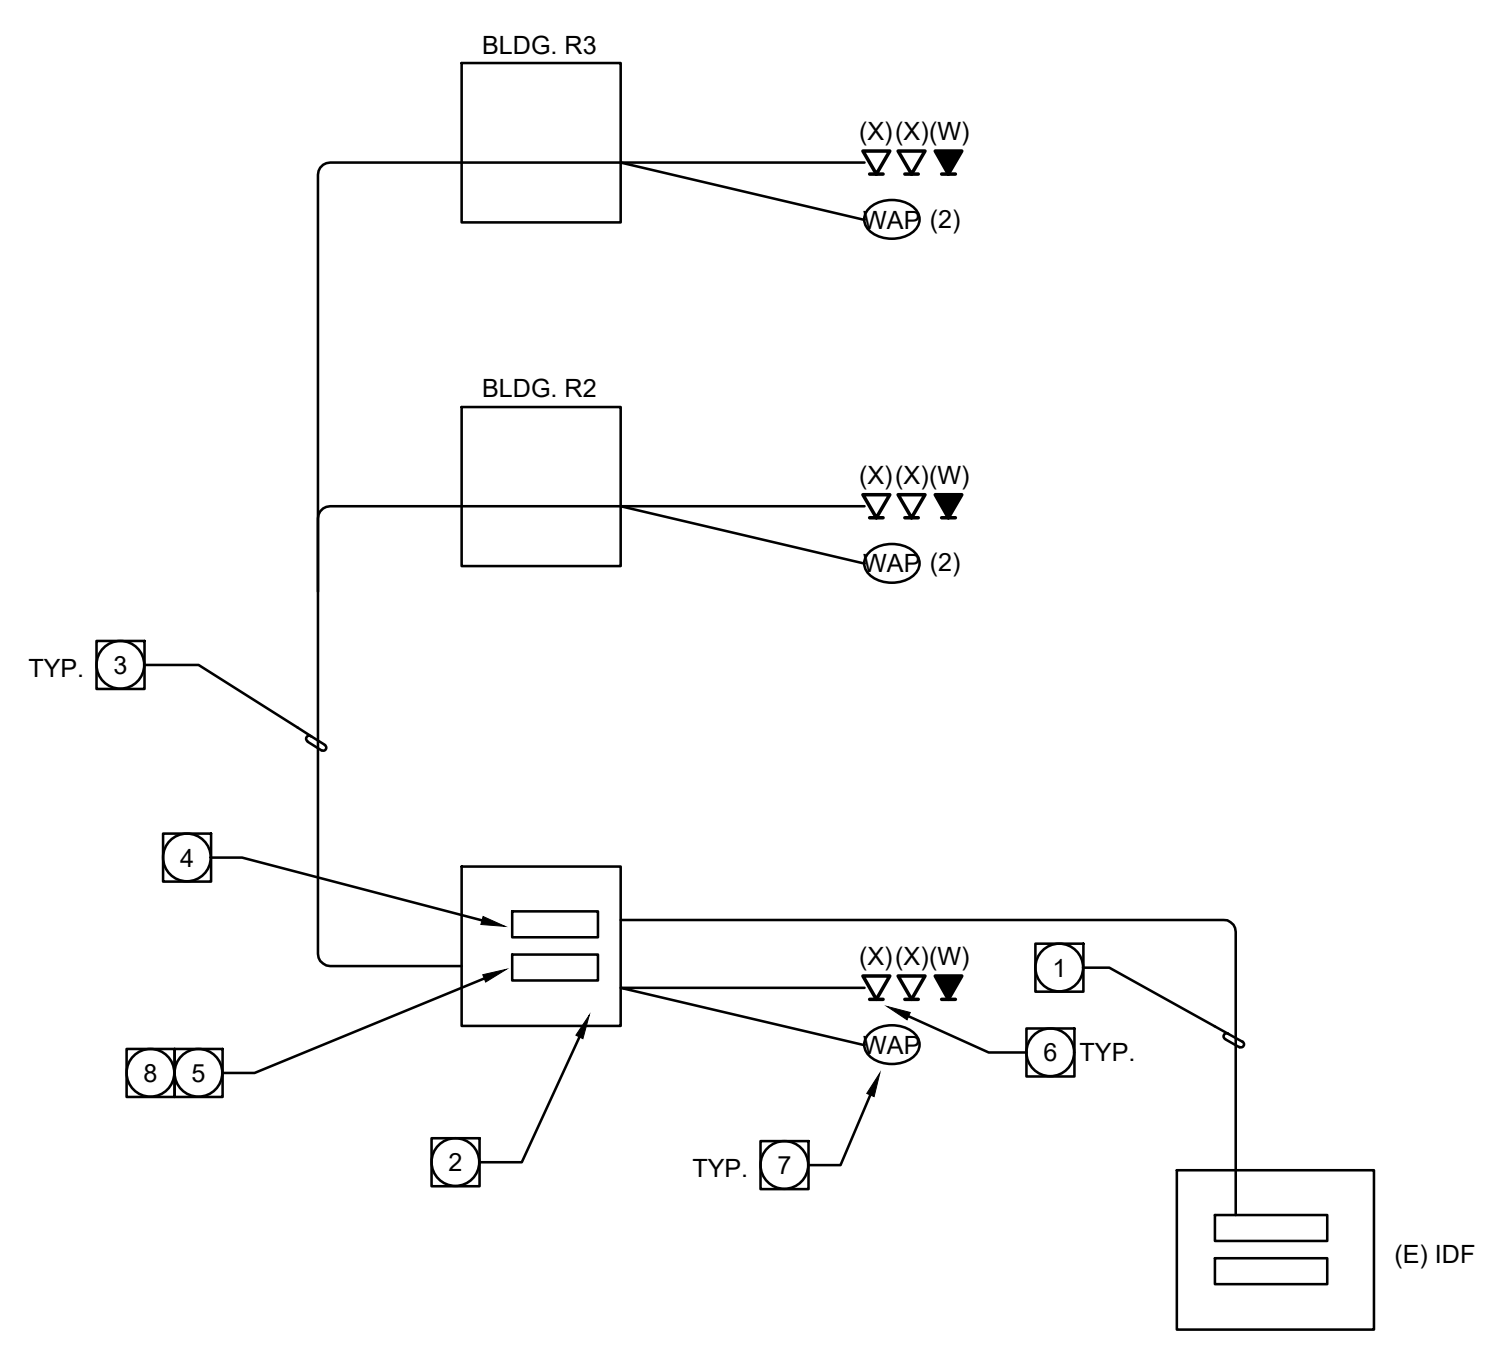 BLDG. R3
(X) (X) (W)
WAP (2)
BLDG. R2
(X) (X) (W)
WAP (2)
TYP. 3
4
(X) (X) (W)
1
WAP
6 TYP.
8 5
2
TYP. 7
(E) IDF